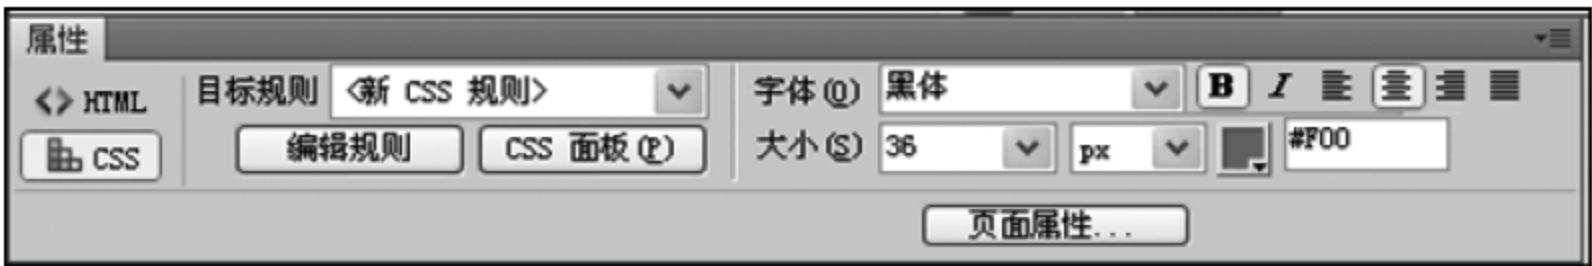 属性
<> HTML 目标规则 <新 CSS 规则> 字体(O) 黑体 B I
CSS 编辑规则 CSS 面板(P) 大小(S) 36 px #F00
页面属性...